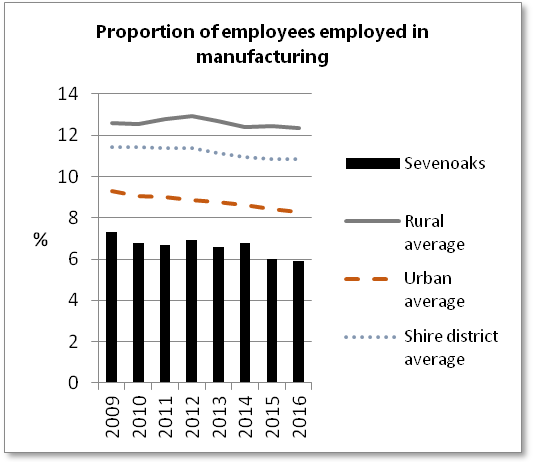 Proportion of employees employed in
manufacturing
14
12
10
8
6
4
2
0
%
2009
2010
2011
2012
2013
2014
2015
2016
Sevenoaks
Rural
average
Urban
average
Shire district
average